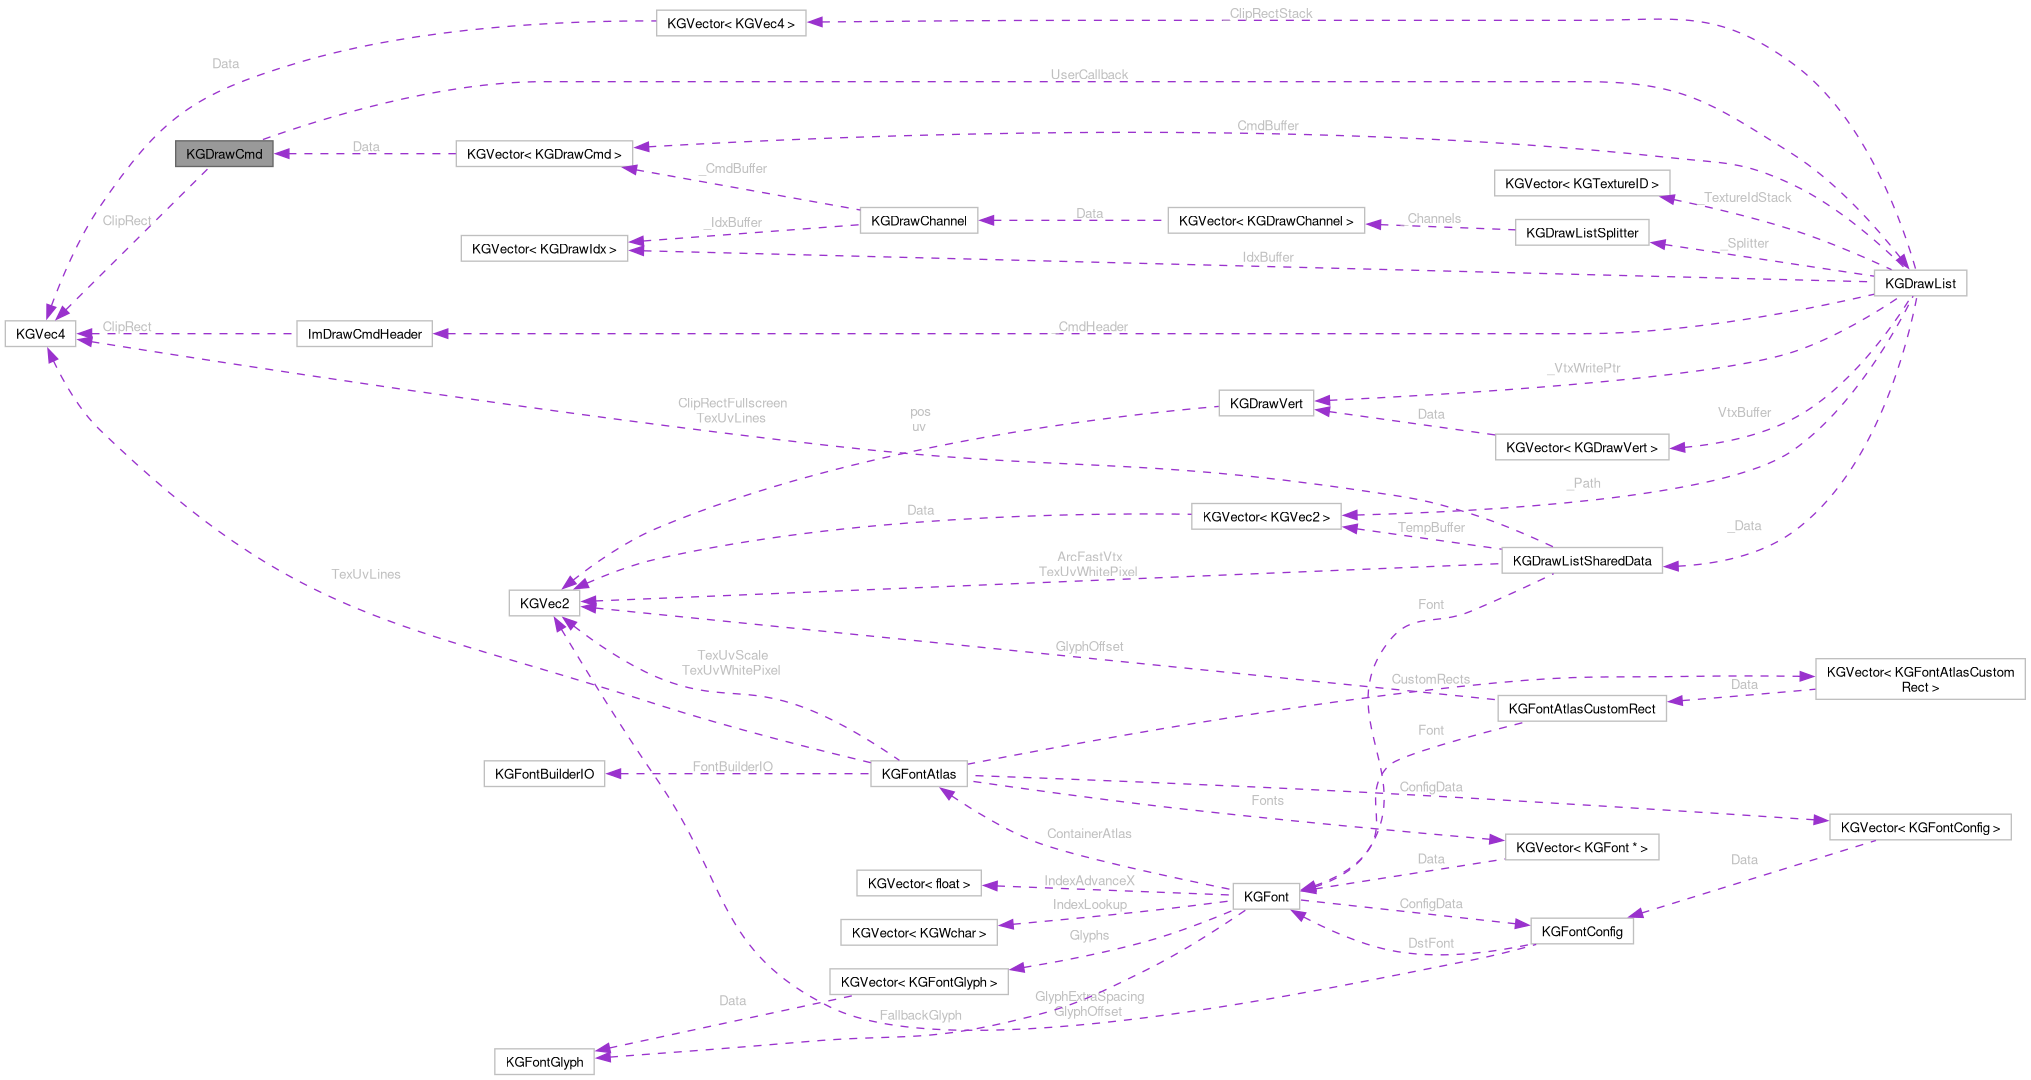 KGVector< KGVec4 >
ClipRectStack
Data
UserCallback
CmdBuffer
KGDrawCmd
Data
KGVector< KGDrawCmd >
_CmdBuffer
KGVector< KGTextureID >
_TextureIdStack
ClipRect
_IdxBuffer
KGDrawChannel
Data
KGVector< KGDrawChannel >
_Channels
KGDrawListSplitter
_Splitter
KGVector< KGDrawIdx >
IdxBuffer
KGDrawList
KGVec4
ClipRect
ImDrawCmdHeader
_CmdHeader
_VtxWritePtr
ClipRectFullscreen
TexUvLines
pos
uv
KGDrawVert
Data
VtxBuffer
KGVector< KGDrawVert >
_Path
Data
KGVector< KGVec2 >
TempBuffer
_Data
TexUvLines
ArcFastVtx
TexUvWhitePixel
KGDrawListSharedData
KGVec2
Font
GlyphOffset
TexUvScale
TexUvWhitePixel
CustomRects
KGVector< KGFontAtlasCustom
Rect >
Data
KGFontAtlasCustomRect
Font
KGFontBuilderIO
FontBuilderIO
KGFontAtlas
ConfigData
Fonts
KGVector< KGFontConfig >
ContainerAtlas
KGVector< KGFont * >
Data
Data
KGVector< float >
IndexAdvanceX
KGFont
IndexLookup
ConfigData
KGVector< KGWchar >
Glyphs
DstFont
KGFontConfig
KGVector< KGFontGlyph >
Data
FallbackGlyph
GlyphExtraSpacing
GlyphOffset
KGFontGlyph